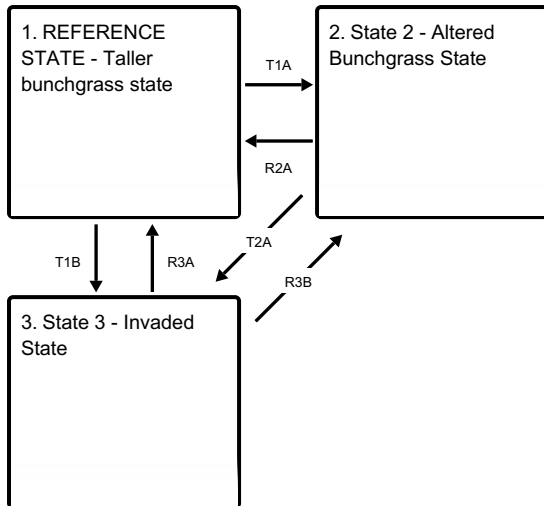 1. REFERENCE
STATE - Taller
bunchgrass state
2. State 2 - Altered
Bunchgrass State
T1A
R2A
T1B
R3A
T2A
R3B
3. State 3 - Invaded
State